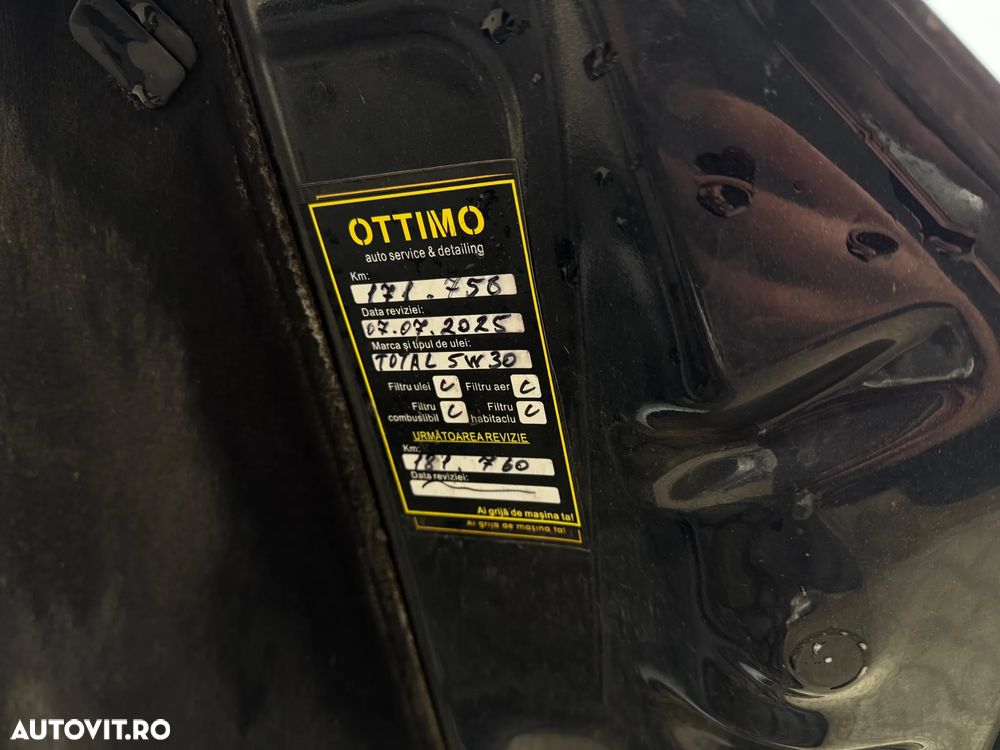 OTTIMO
auto service & detailing
Km:
171.756
Data reviziei:
07.07.2025
Marca și tipul de ulei:
TOTAL 5W30
Filtru ulei C Filtru aer C
Filtru combustibil C Filtru habitaclu C
URMĂTOAREA REVIZIE
Km:
181.760
Data reviziei:
Ai grijă de mașina ta!
Ai grijă de mașina ta!
AUTOVIT.RO